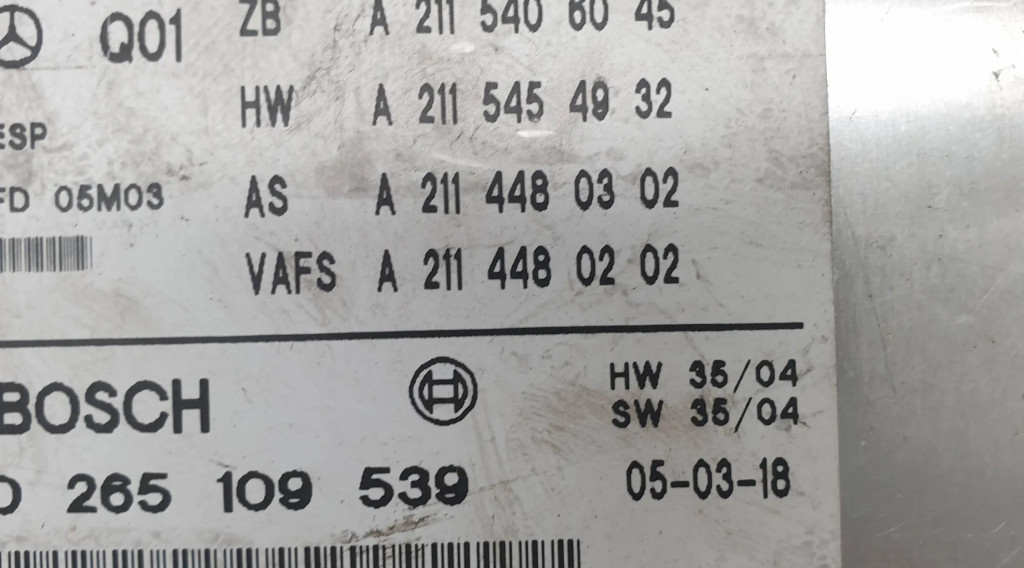 Q01 ZB A 211 540 60 45
HW A 211 545 49 32
ESP
AS A 211 448 03 02
FD 05M03
VAFS A 211 448 02 02
BOSCH
HW 35/04
SW 35/04
0 265 109 539
05-03-18